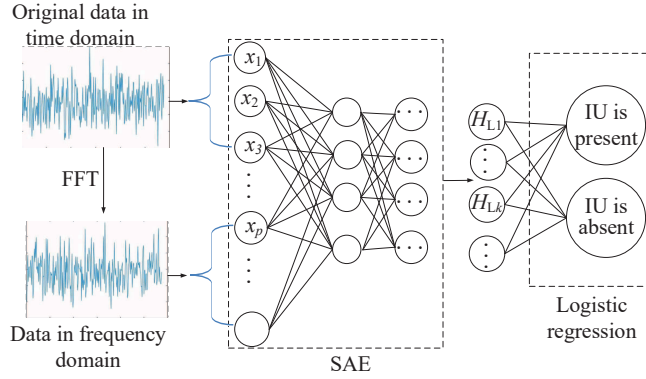 Original data in
time domain
FFT
Data in frequency
domain
x1
x2
x3
⋮
xp
⋮
...
...
...
...
SAE
HL1
⋮
HLk
⋮
IU is
present
IU is
absent
Logistic
regression